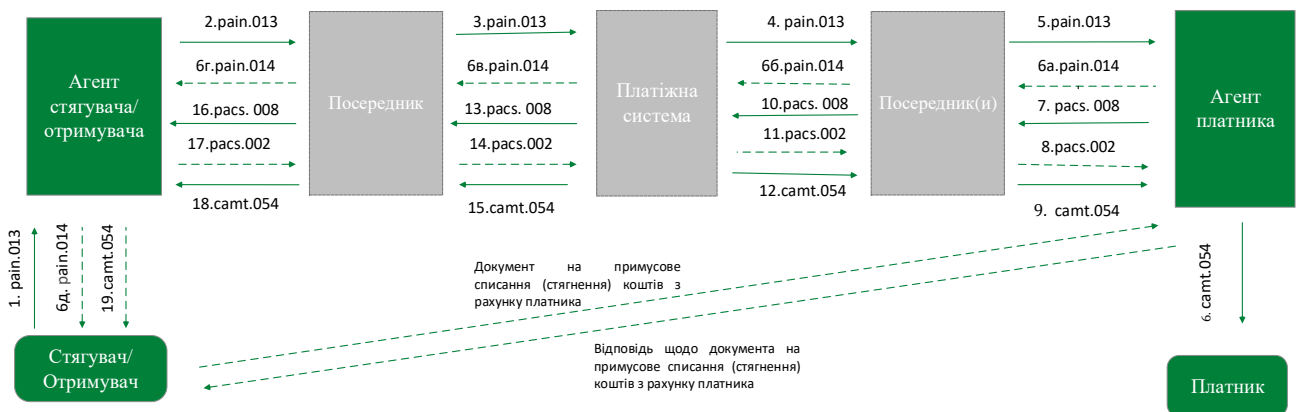 2.pain.013
3.pain.013
4. pain.013
5.pain.013
Агент
стягувача/
отримувача
6г.pain.014
6в.pain.014
6б.pain.014
6а.pain.014
Посередник
Платіжна
система
Посередник(и)
Агент
платника
16.pacs. 008
13.pacs. 008
10.pacs. 008
7. pacs. 008
17.pacs.002
14.pacs.002
11.pacs.002
8.pacs.002
18.camt.054
15.camt.054
12.camt.054
9. camt.054
1. pain.013
6д. pain.014
19.camt.054
6. camt.054
Документ на примусове
списання (стягнення) коштів з
рахунку платника
Відповідь щодо документа на
примусове списання (стягнення)
коштів з рахунку платника
Стягувач/
Отримувач
Платник